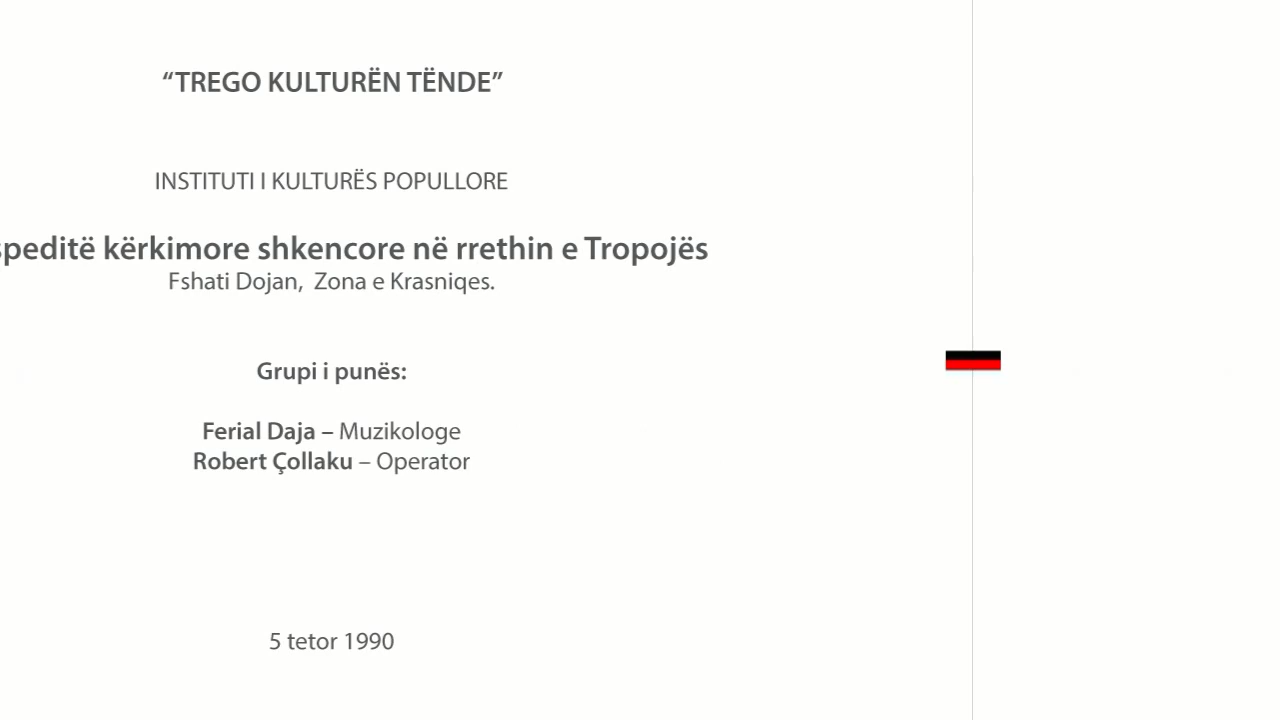 “TREGO KULTURËN TËNDE”
INSTITUTI I KULTURËS POPULLORE
kërkimore shkencore në rrethin e Tropojës
Fshati Dojan, Zona e Krasniqes.
Grupi i punës:
Ferial Daja – Muzikologe
Robert Çollaku – Operator
5 tetor 1990